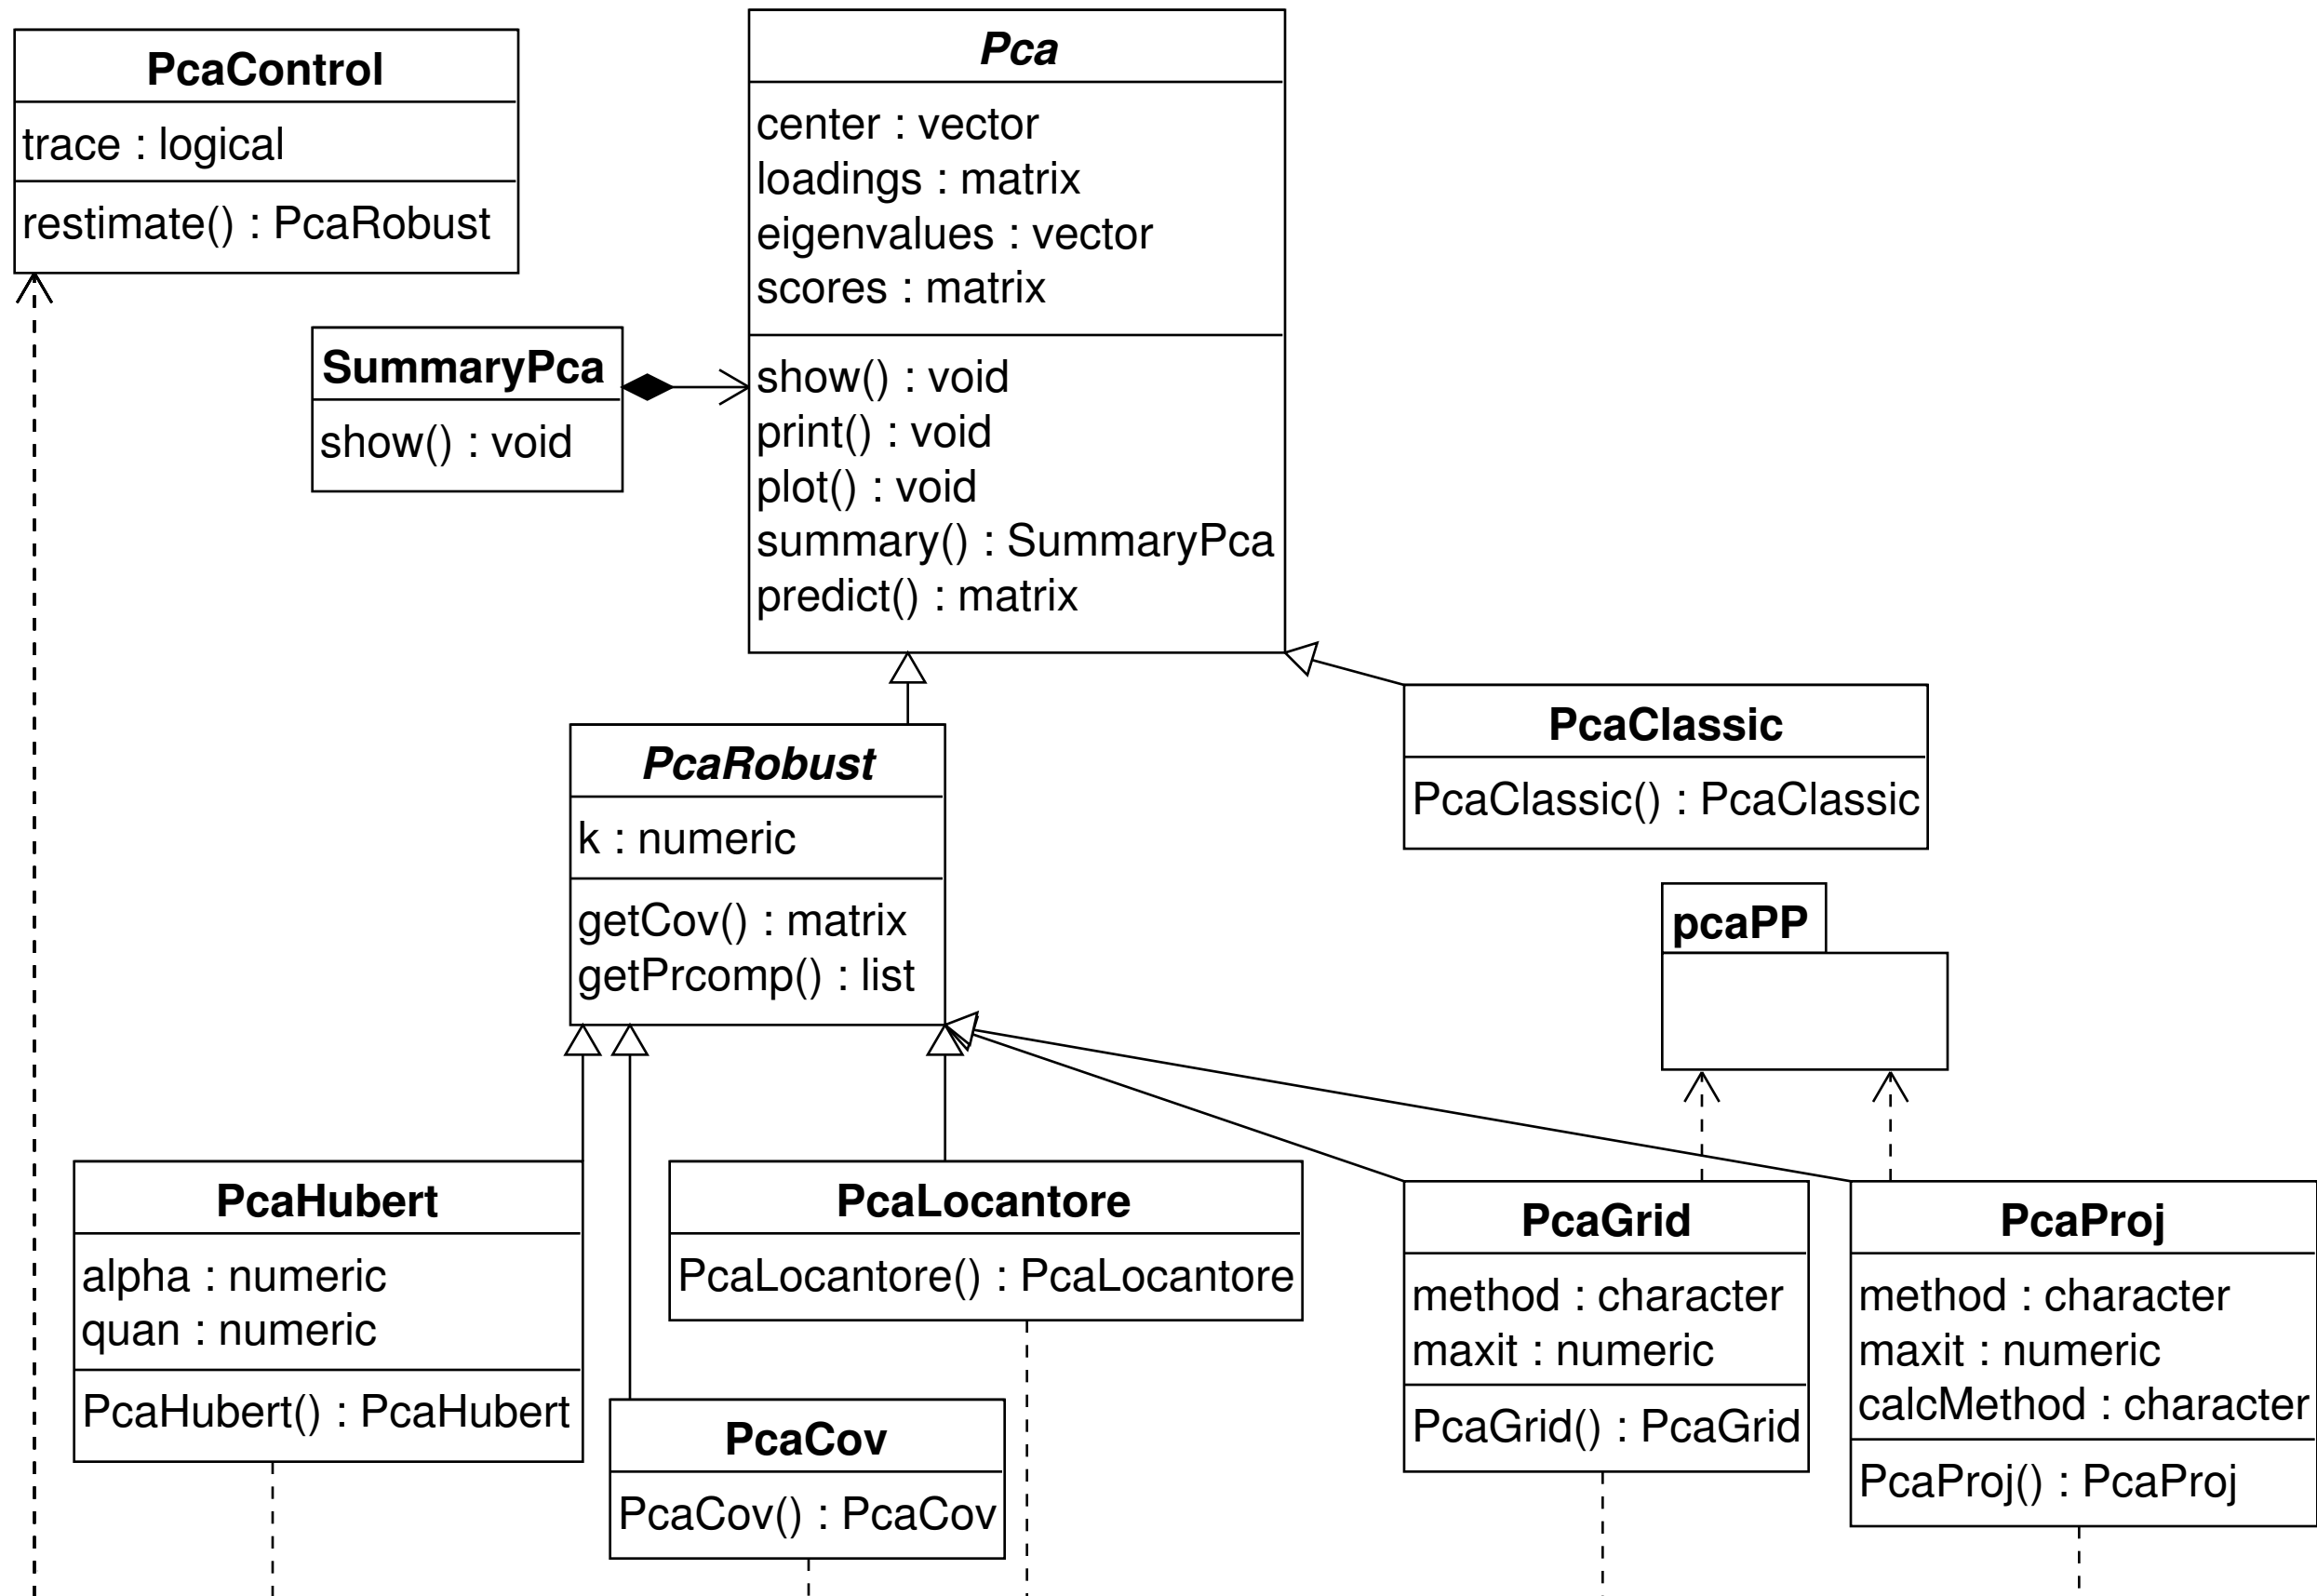 PcaControl
trace : logical
restimate() : PcaRobust
Pca
center : vector
loadings : matrix
eigenvalues : vector
scores : matrix
show() : void
print() : void
plot() : void
summary() : SummaryPca
predict() : matrix
SummaryPca
show() : void
PcaRobust
k : numeric
getCov() : matrix
getPrcomp() : list
PcaClassic
PcaClassic() : PcaClassic
pcaPP
PcaHubert
alpha : numeric
quan : numeric
PcaHubert() : PcaHubert
PcaLocantore
PcaLocantore() : PcaLocantore
PcaCov
PcaCov() : PcaCov
PcaGrid
method : character
maxit : numeric
PcaGrid() : PcaGrid
PcaProj
method : character
maxit : numeric
calcMethod : character
PcaProj() : PcaProj